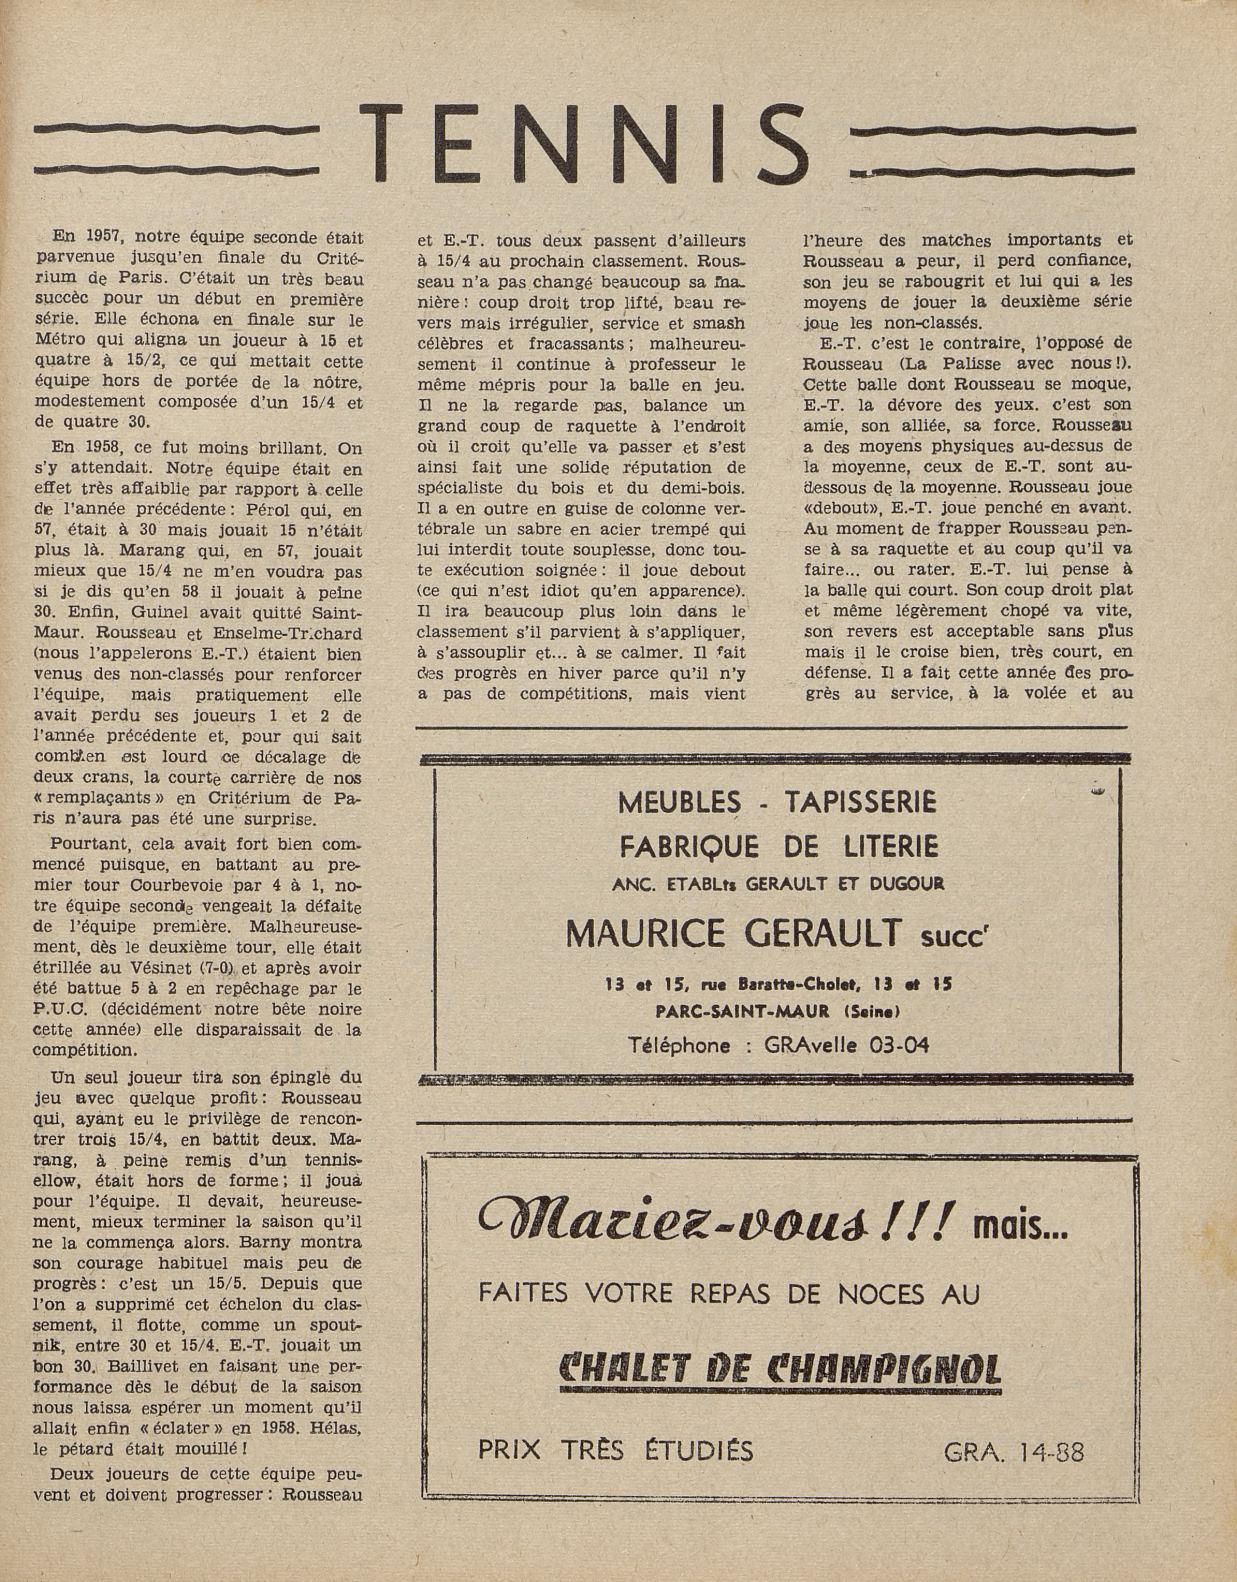 TENNIS
En 1957, notre équipe seconde était
parvenue jusqu'en finale du Crité-
rium de Paris. C'était un très beau
succèc pour un début en première
série. Elle échona en finale sur le
Métro qui aligna un joueur à 15 et
quatre à 15/2, ce qui mettait cette
équipe hors de portée de la nôtre,
modestement composée d'un 15/4 et
de quatre 30.
En 1958, ce fut moins brillant. On
s'y attendait. Notre équipe était en
effet très affaiblie par rapport à celle
de l'année précédente : Pérol qui, en
57, était à 30 mais jouait 15 n'était
plus là. Marang qui, en 57, jouait
mieux que 15/4 ne m'en voudra pas
si je dis qu'en 58 il jouait à peine
30. Enfin, Guinel avait quitté Saint-
Maur. Rousseau et Enselme-Trichard
(nous l'appelerons E.-T.) étaient bien
venus des non-classés pour renforcer
l'équipe, mais pratiquement elle
avait perdu ses joueurs 1 et 2 de
l'année précédente et, pour qui sait
combien est lourd ce décalage de
deux crans, la courte carrière de nos
« remplaçants » en Critérium de Pa-
ris n'aura pas été une surprise.
Pourtant, cela avait fort bien com-
mencé puisque, en battant au pre-
mier tour Courbevoie par 4 à 1, no-
tre équipe seconde vengeait la défaite
de l'équipe première. Malheureuse-
ment, dès le deuxième tour, elle était
étrillée au Vésinet (7-0) et après avoir
été battue 5 à 2 en repêchage par le
P.U.C. (décidément notre bête noire
cette année) elle disparaissait de la
compétition.
Un seul joueur tira son épingle du
jeu avec quelque profit : Rousseau
qui, ayant eu le privilège de rencon-
trer trois 15/4, en battit deux. Ma-
rang, à peine remis d'un tennis-
ellow, était hors de forme ; il joua
pour l'équipe. Il devait, heureuse-
ment, mieux terminer la saison qu'il
ne la commença alors. Barny montra
son courage habituel mais peu de
progrès : c'est un 15/5. Depuis que
l'on a supprimé cet échelon du clas-
sement, il flotte, comme un spout-
nik, entre 30 et 15/4. E.-T. jouait un
bon 30. Baillivet en faisant une per-
formance dès le début de la saison
nous laissa espérer un moment qu'il
allait enfin « éclater » en 1958. Hélas,
le pétard était mouillé !
Deux joueurs de cette équipe peu-
vent et doivent progresser : Rousseau
et E.-T. tous deux passent d'ailleurs
à 15/4 au prochain classement. Rous-
seau n'a pas changé beaucoup sa ma-
nière : coup droit trop lifté, beau re-
vers mais irrégulier, service et smash
célèbres et fracassants ; malheureu-
sement il continue à professeur le
même mépris pour la balle en jeu.
Il ne la regarde pas, balance un
grand coup de raquette à l'endroit
où il croit qu'elle va passer et s'est
ainsi fait une solide réputation de
spécialiste du bois et du demi-bois.
Il a en outre en guise de colonne ver-
tébrale un sabre en acier trempé qui
lui interdit toute souplesse, donc tou-
te exécution soignée : il joue debout
(ce qui n'est idiot qu'en apparence).
Il ira beaucoup plus loin dans le
classement s'il parvient à s'appliquer,
à s'assouplir et... à se calmer. Il fait
des progrès en hiver parce qu'il n'y
a pas de compétitions, mais vient
l'heure des matches importants et
Rousseau a peur, il perd confiance,
son jeu se rabougrit et lui qui a les
moyens de jouer la deuxième série
joue les non-classés.
E.-T. c'est le contraire, l'opposé de
Rousseau (La Palisse avec nous !).
Cette balle dont Rousseau se moque,
E.-T. la dévore des yeux. c'est son
amie, son alliée, sa force. Rousseau
a des moyens physiques au-dessus de
la moyenne, ceux de E.-T. sont au-
dessous de la moyenne. Rousseau joue
«debout», E.-T. joue penché en avant.
Au moment de frapper Rousseau pen-
se à sa raquette et au coup qu'il va
faire... ou rater. E.-T. lui pense à
la balle qui court. Son coup droit plat
et même légèrement chopé va vite,
son revers est acceptable sans plus
mais il le croise bien, très court, en
défense. Il a fait cette année des pro-
grès au service, à la volée et au
MEUBLES - TAPISSERIE
FABRIQUE DE LITERIE
ANC. ETABLts GERAULT ET DUGOUR
MAURICE GERAULT succʳ
13 et 15, rue Baratte-Cholet, 13 et 15
PARC-SAINT-MAUR (Seine)
Téléphone : GRAvelle 03-04
Mariez-vous !!! mais...
FAITES VOTRE REPAS DE NOCES AU
CHALET DE CHAMPIGNOL
PRIX TRÈS ÉTUDIÉS GRA. 14-88